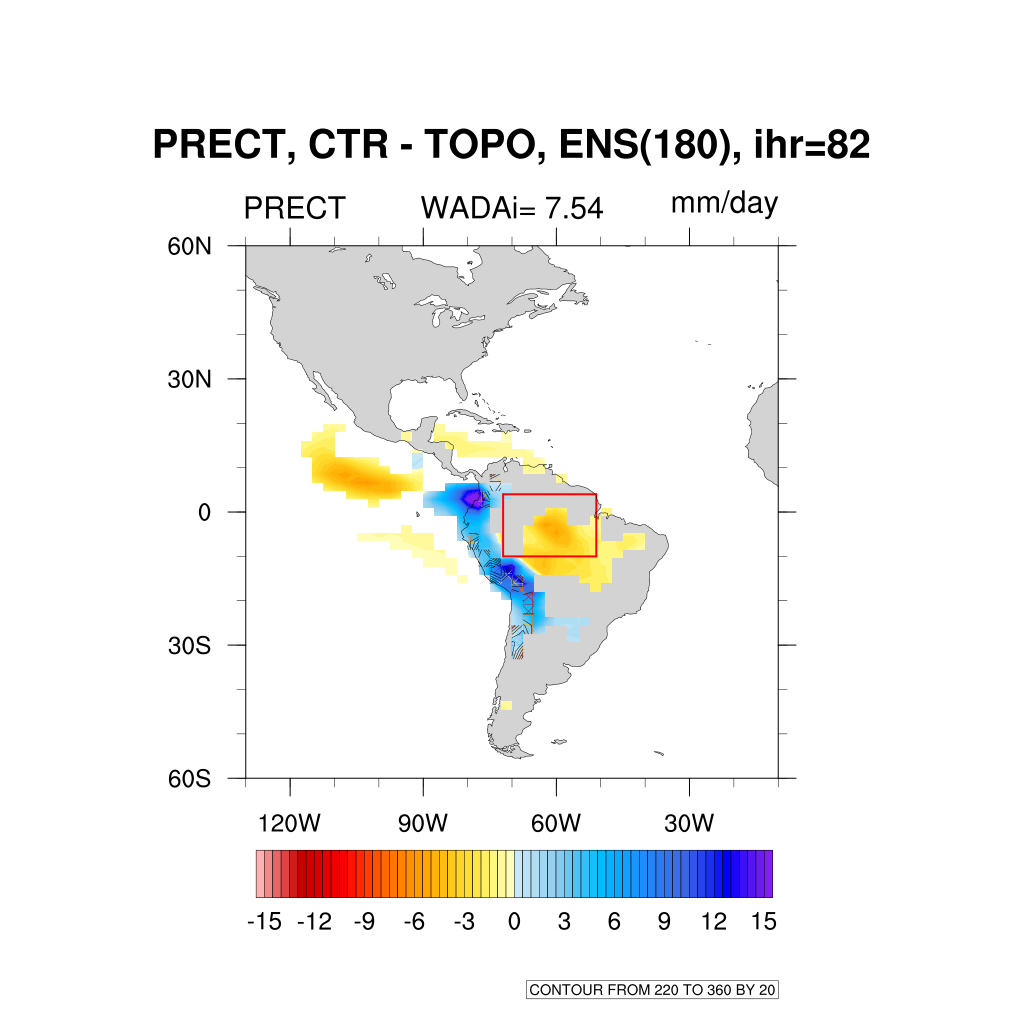 PRECT, CTR - TOPO, ENS(180), ihr=82
PRECT WADAi= 7.54 mm/day
60N
30N
0
30S
60S
120W 90W 60W 30W
-15 -12 -9 -6 -3 0 3 6 9 12 15
CONTOUR FROM 220 TO 360 BY 20